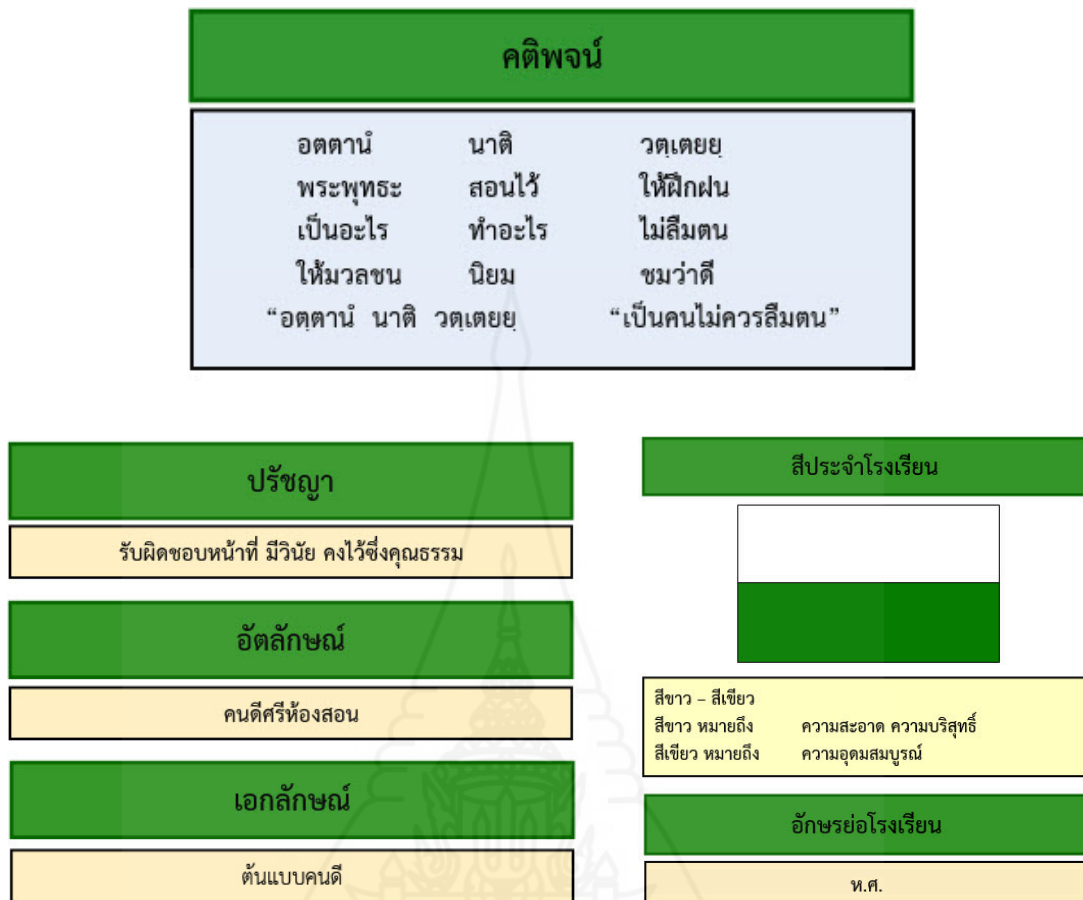 คติพจน์
อตตานํ นาติ วตฺเตยยฺ
พระพุทธะ สอนไว้ ให้ฝึกฝน
เป็นอะไร ทำอะไร ไม่ลืมตน
ให้มวลชน นิยม ชมว่าดี
“อตฺตานํ นาติ วตฺเตยยฺ “เป็นคนไม่ควรลืมตน”
ปรัชญา
รับผิดชอบหน้าที่ มีวินัย คงไว้ซึ่งคุณธรรม
อัตลักษณ์
คนดีศรีห้องสอน
เอกลักษณ์
ต้นแบบคนดี
สีประจำโรงเรียน
สีขาว – สีเขียว
สีขาว หมายถึง ความสะอาด ความบริสุทธิ์
สีเขียว หมายถึง ความอุดมสมบูรณ์
อักษรย่อโรงเรียน
ห.ศ.